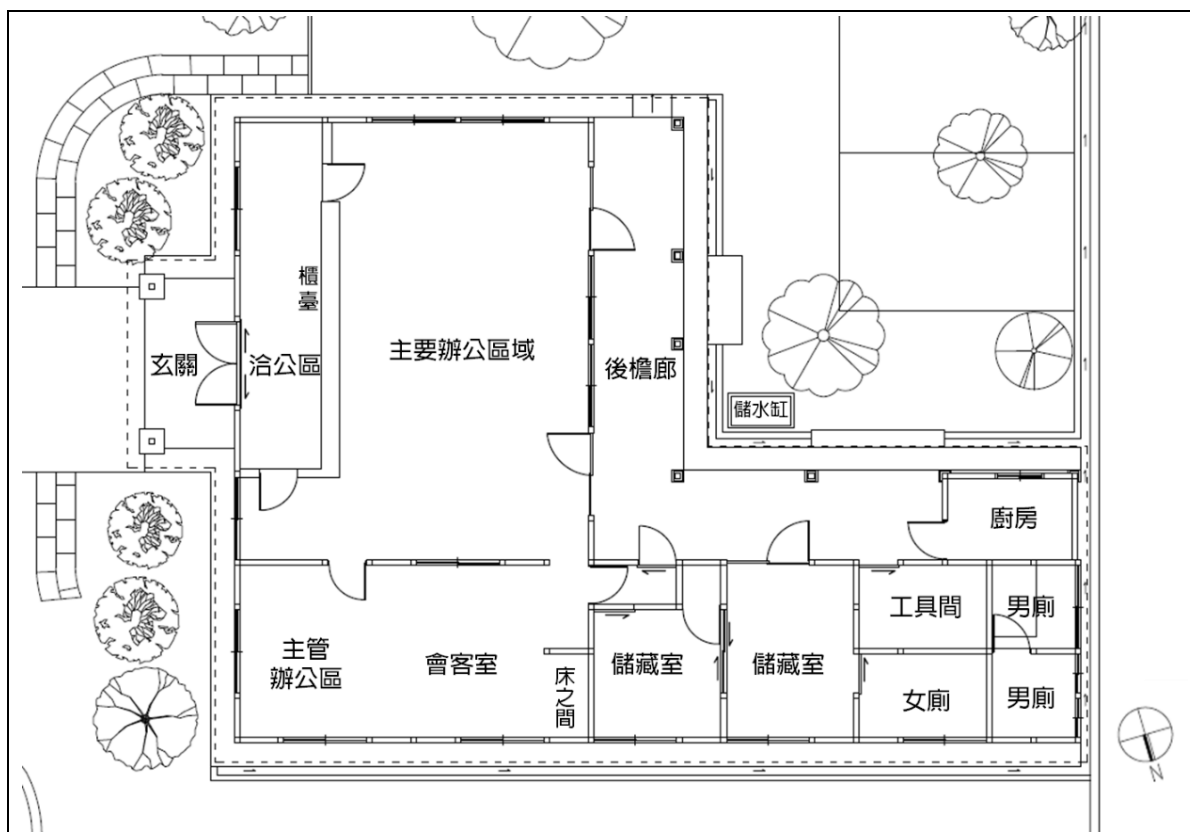 櫃
臺
玄關
洽公區
主要辦公區域
後檐廊
儲水缸
廚房
主管
辦公區
會客室
床
之
間
儲藏室
儲藏室
工具間
男廁
女廁
男廁
N